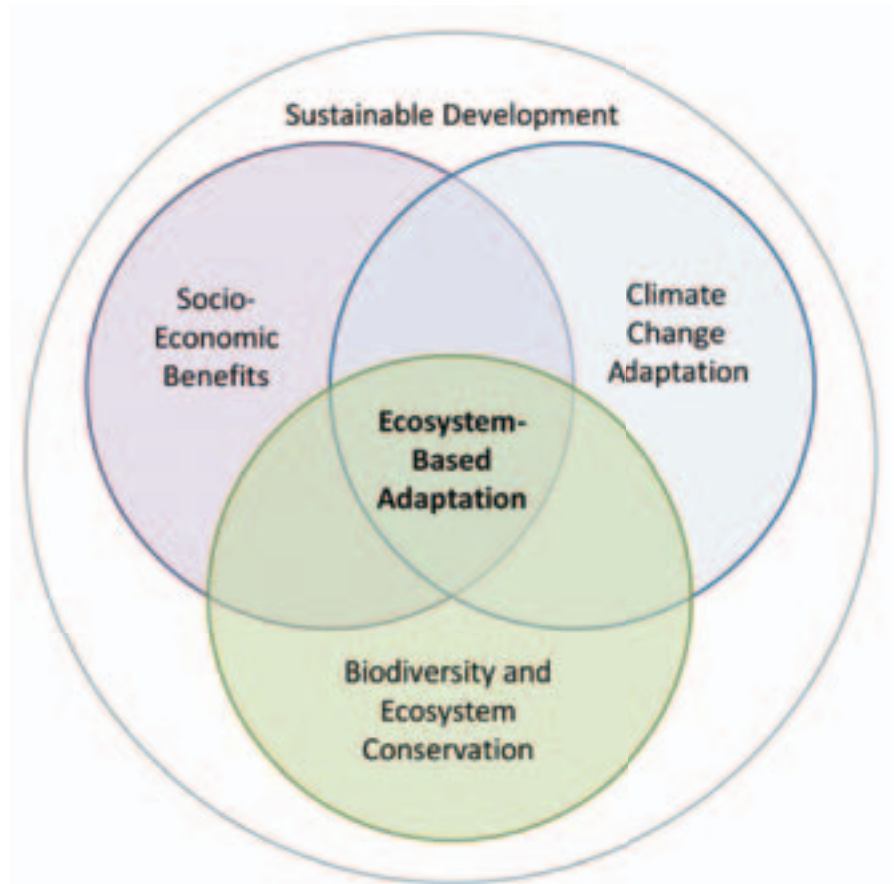 Sustainable Development
Socio-
Economic
Benefits
Climate
Change
Adaptation
Ecosystem-
Based
Adaptation
Biodiversity and
Ecosystem
Conservation